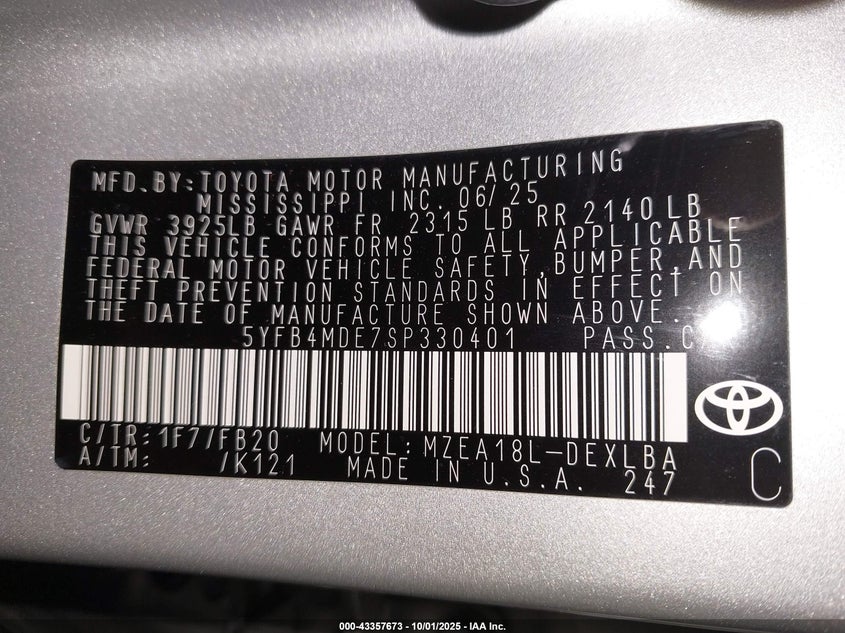 MFD. BY: TOYOTA MOTOR MANUFACTURING
MISSISSIPPI INC. 06/25
GVWR 3925LB GAWR FR 2315 LB RR 2140 LB
THIS VEHICLE CONFORMS TO ALL APPLICABLE
FEDERAL MOTOR VEHICLE SAFETY, BUMPER, AND
THEFT PREVENTION STANDARDS IN EFFECT ON
THE DATE OF MANUFACTURE SHOWN ABOVE.
5YFB4MDE7SP330401 PASS.C
C/TR: 1F7/FB20 MODEL: MZEA18L-DEXLBA
A/TM: /K121 MADE IN U.S.A. 247
C
000-43357673 - 10/01/2025 - IAA Inc.